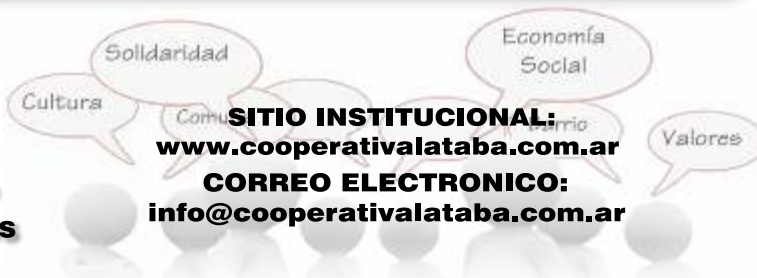 Solidaridad
Economía
Social
Cultura
SITIO INSTITUCIONAL:
Valores
www.cooperativalataba.com.ar
CORREO ELECTRONICO:
info@cooperativalataba.com.ar